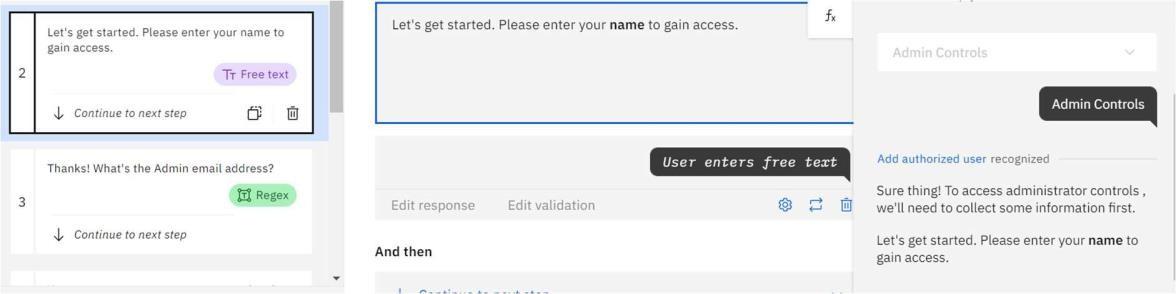 2
Let's get started. Please enter your name to
gain access.
Free text
Continue to next step
3
Thanks! What's the Admin email address?
Regex
Continue to next step
Let's get started. Please enter your name to gain access.
fx
User enters free text
Edit response Edit validation
And then
Continue to next step
Admin Controls
Admin Controls
Add authorized user recognized
Sure thing! To access administrator controls ,
we'll need to collect some information first.
Let's get started. Please enter your name to
gain access.